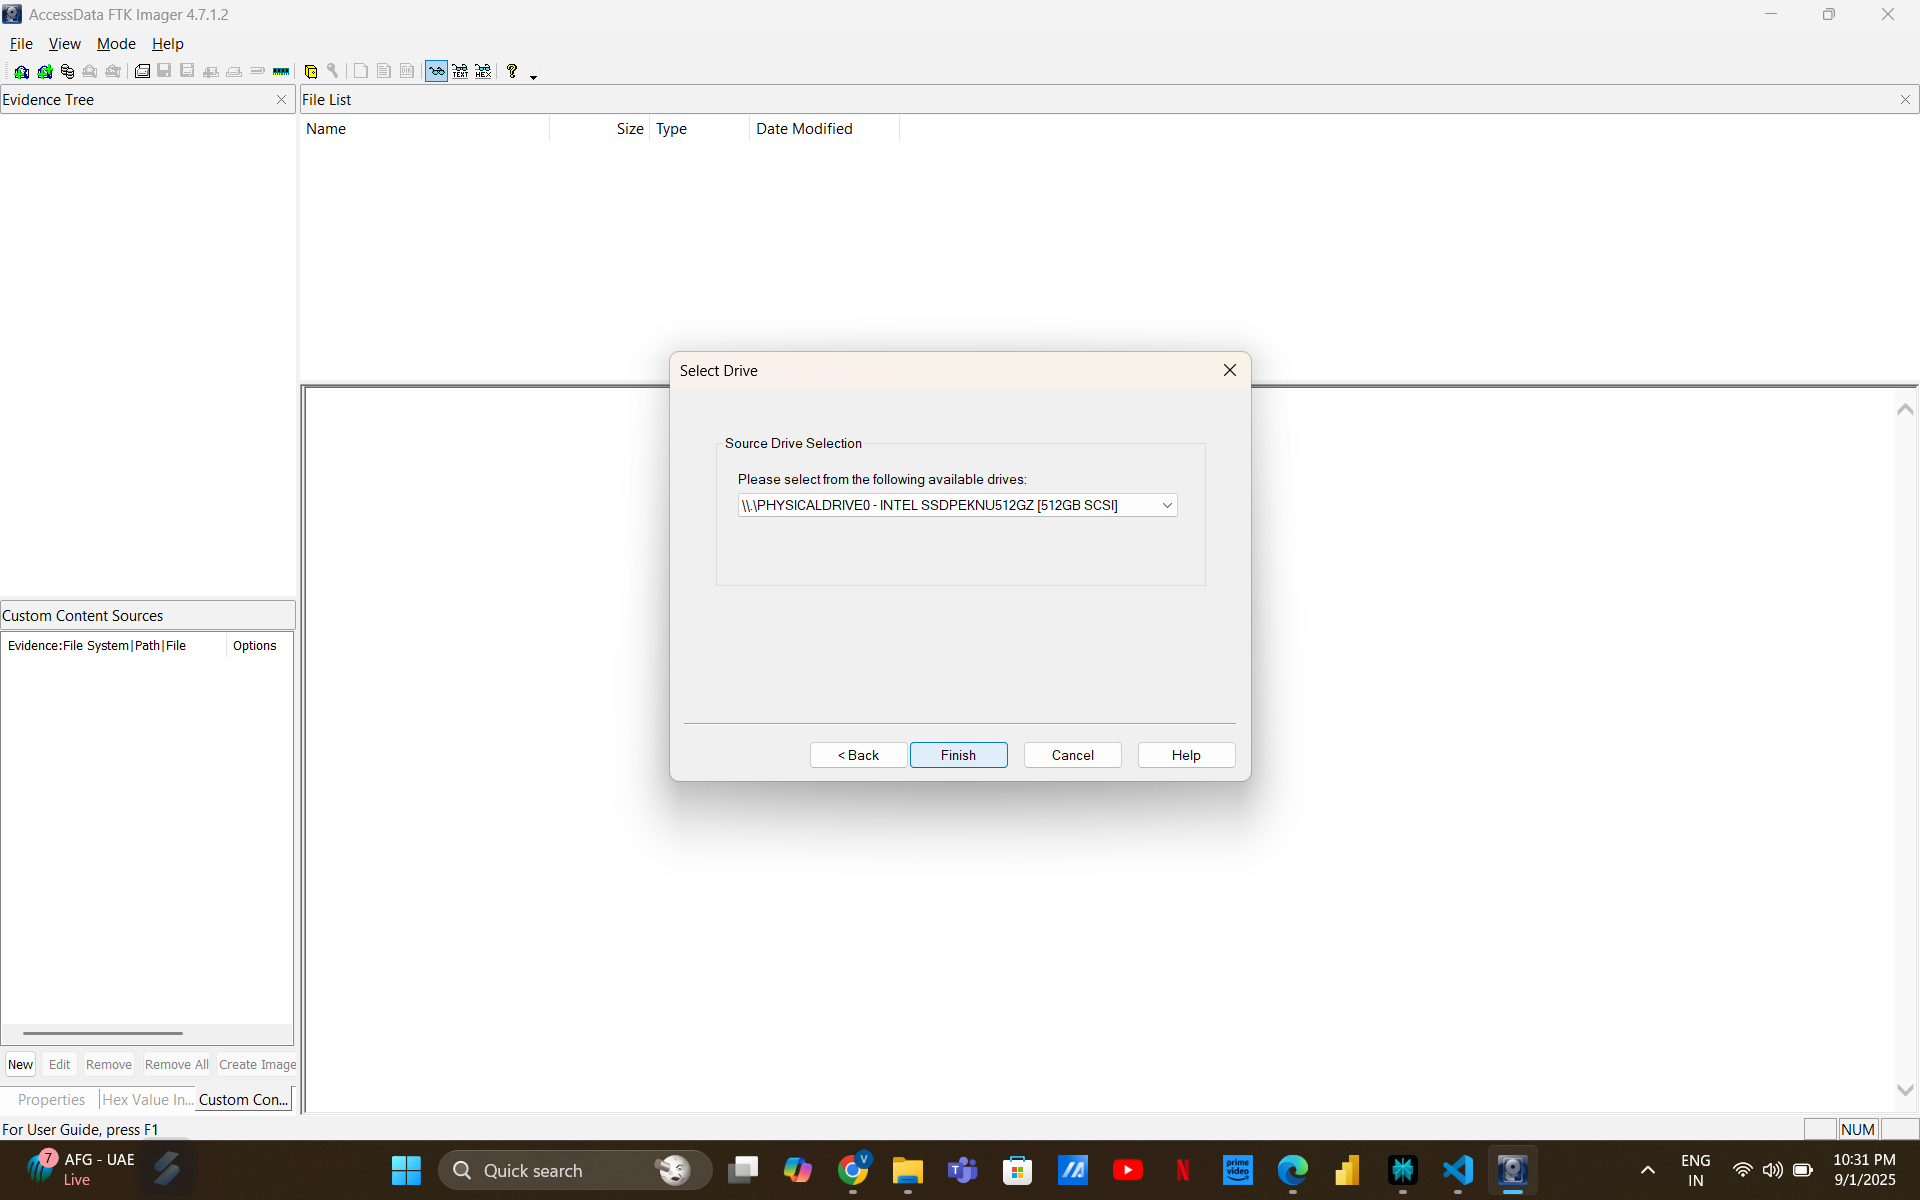 AccessData FTK Imager 4.7.1.2
File View Mode Help
TEXT HEX ?
Evidence Tree
File List
Name Size Type Date Modified
Select Drive
Source Drive Selection
Please select from the following available drives:
\\.\PHYSICALDRIVE0 - INTEL SSDPEKNU512GZ [512GB SCSI]
< Back Finish Cancel Help
Custom Content Sources
Evidence:File System|Path|File Options
New Edit Remove Remove All Create Image
Properties Hex Value In... Custom Con...
For User Guide, press F1
NUM
7
AFG - UAE
Live
Quick search
V
N
prime video
ENG
IN
10:31 PM
9/1/2025